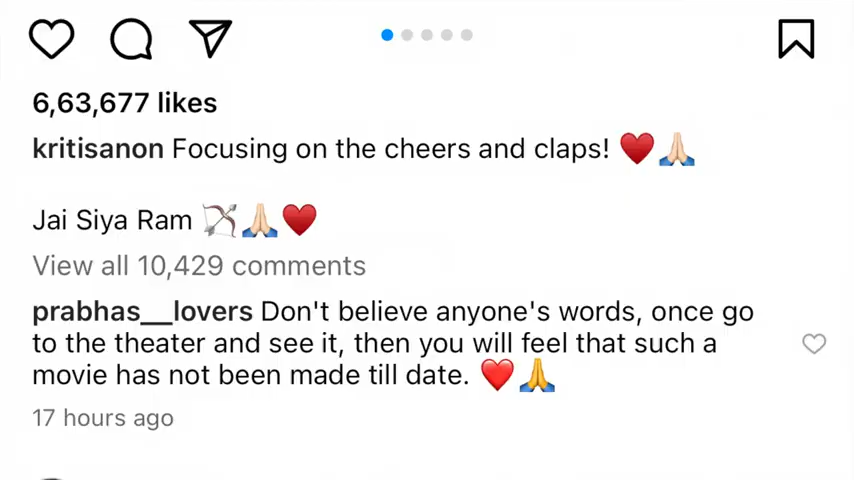 6,63,677 likes
kritisanon Focusing on the cheers and claps! ♥️🙏🏻
Jai Siya Ram 🏹🙏🏻♥️
View all 10,429 comments
prabhas__lovers Don't believe anyone's words, once go
to the theater and see it, then you will feel that such a
movie has not been made till date. ❤️🙏
17 hours ago